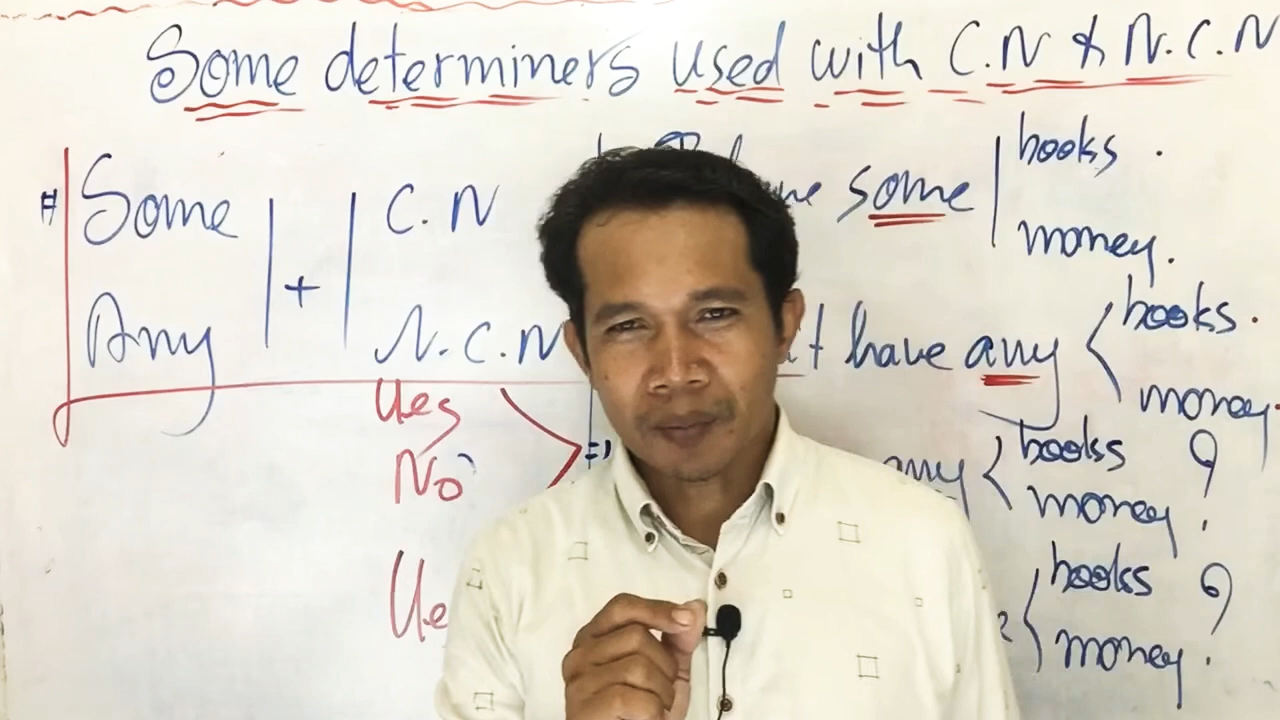 Some determiners used with C.N & N.C.N
# Some
Any
+
C.N
N.C.N
some
books.
money.
have any
books.
money.
Yes
No
any
books ?
money.
books ?
money.